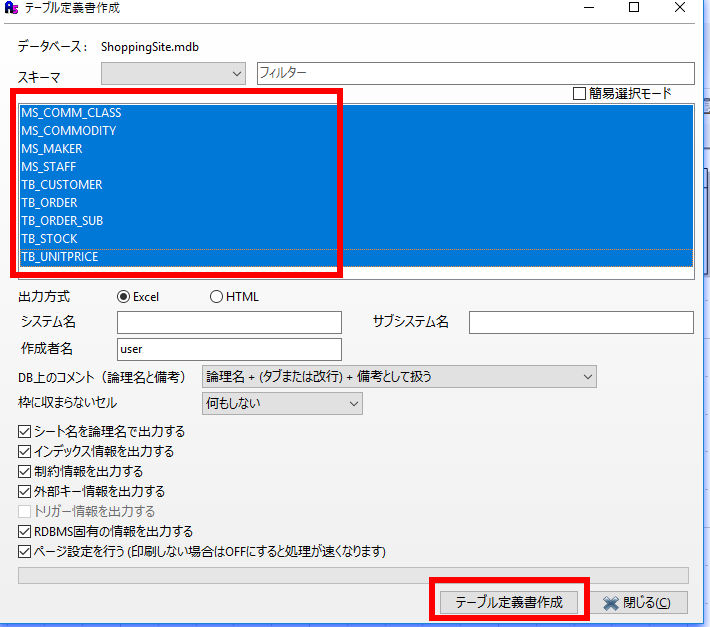 テーブル定義書作成
データベース: ShoppingSite.mdb
スキーマ フィルター
簡易選択モード
MS_COMM_CLASS
MS_COMMODITY
MS_MAKER
MS_STAFF
TB_CUSTOMER
TB_ORDER
TB_ORDER_SUB
TB_STOCK
TB_UNITPRICE
出力方式 Excel HTML
システム名 サブシステム名
作成者名 user
DB上のコメント（論理名と備考） 論理名 + (タブまたは改行) + 備考として扱う
枠に収まらないセル 何もしない
シート名を論理名で出力する
インデックス情報を出力する
制約情報を出力する
外部キー情報を出力する
トリガー情報を出力する
RDBMS固有の情報を出力する
ページ設定を行う (印刷しない場合はOFFにすると処理が速くなります)
テーブル定義書作成 閉じる(C)